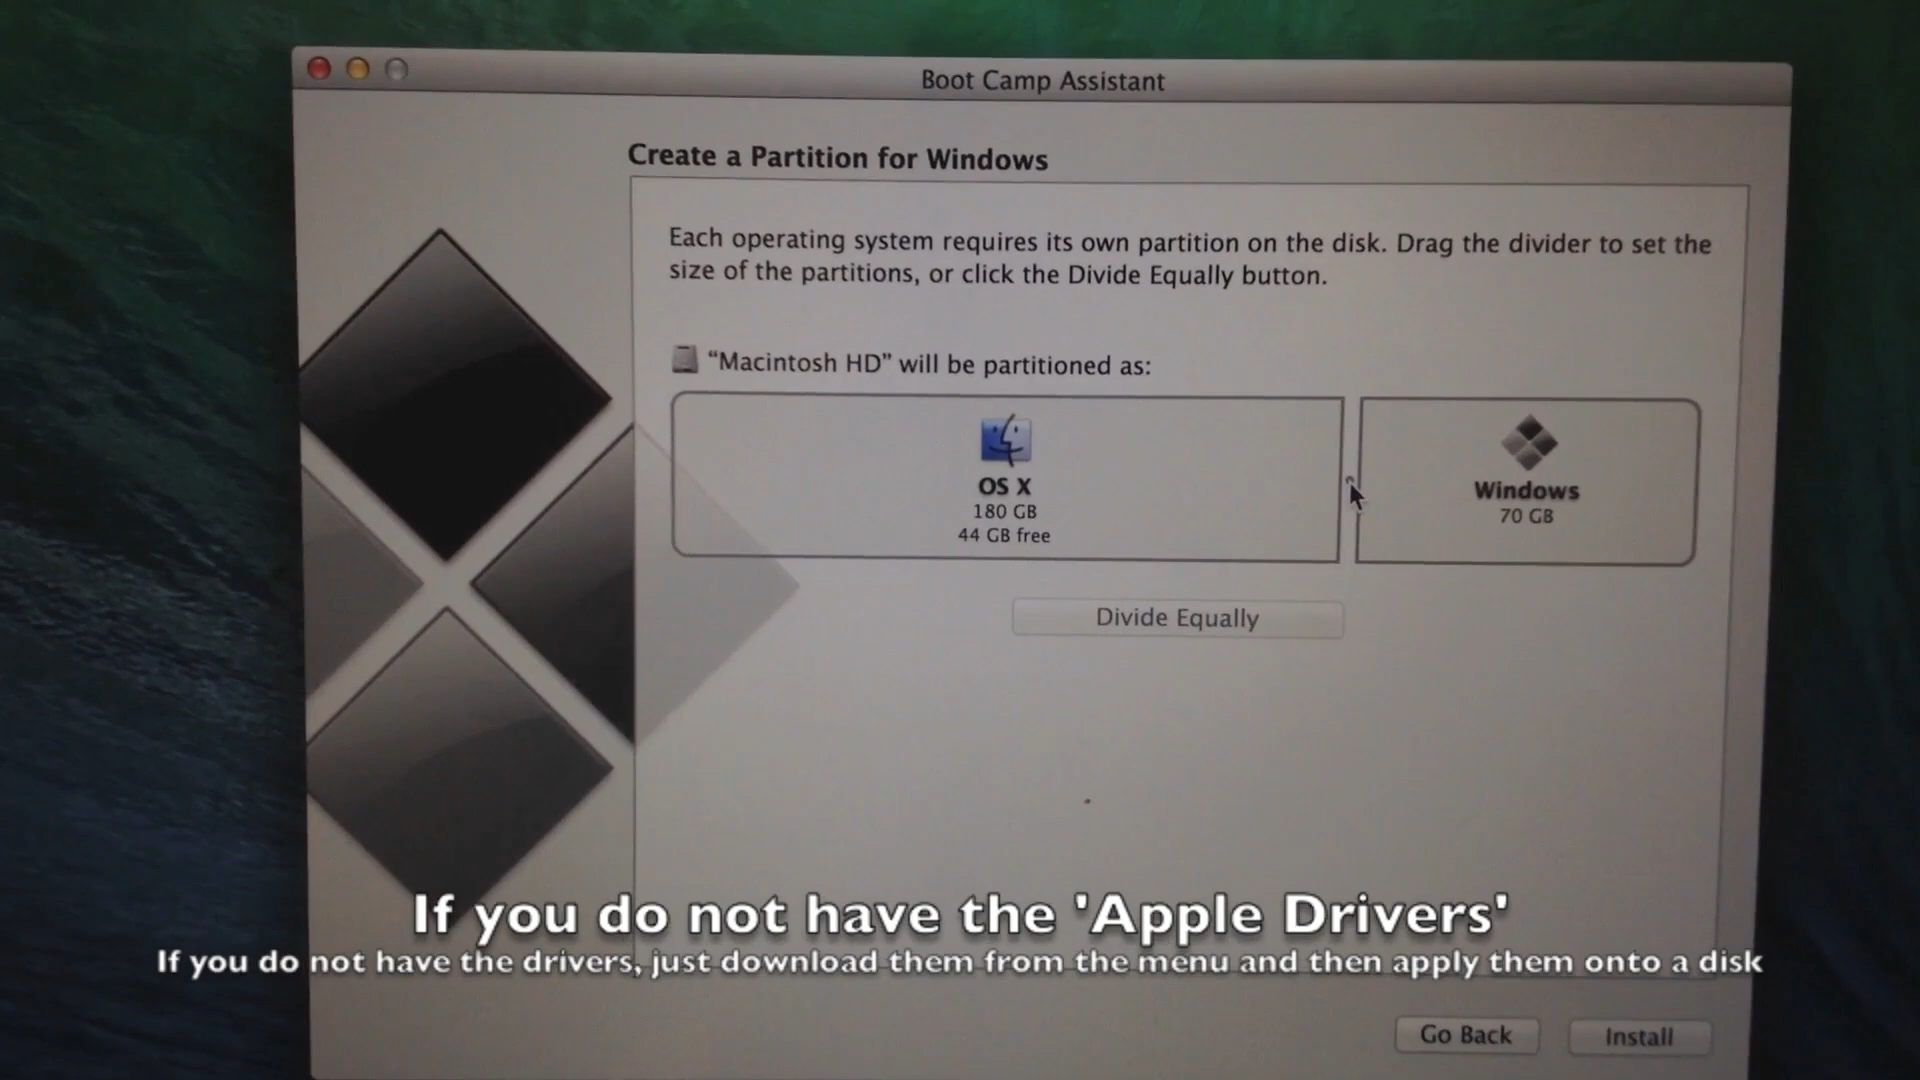 Boot Camp Assistant
Create a Partition for Windows
Each operating system requires its own partition on the disk. Drag the divider to set the
size of the partitions, or click the Divide Equally button.
“Macintosh HD” will be partitioned as:
OS X
180 GB
44 GB free
Windows
70 GB
Divide Equally
If you do not have the 'Apple Drivers'
If you do not have the drivers, just download them from the menu and then apply them onto a disk
Go Back
Install